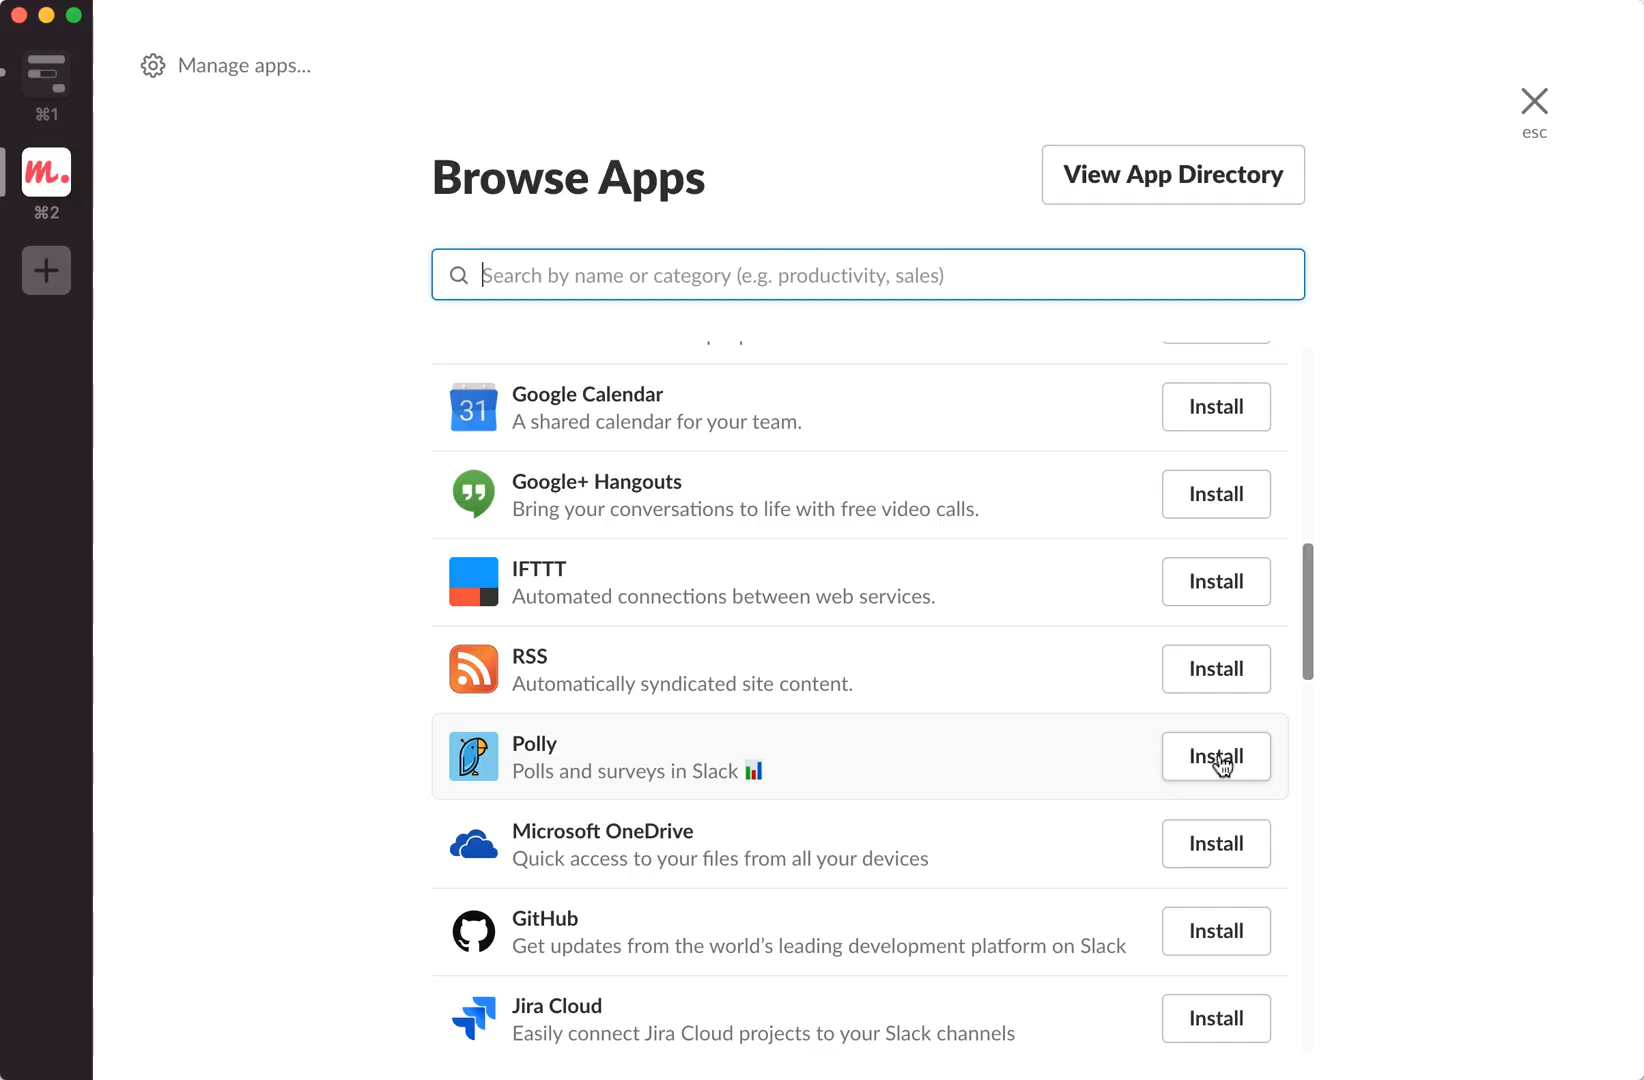 Manage apps...
⌘1
m.
⌘2
esc
Browse Apps
View App Directory
Search by name or category (e.g. productivity, sales)
31
Google Calendar
A shared calendar for your team.
Install
Google+ Hangouts
Bring your conversations to life with free video calls.
Install
IFTTT
Automated connections between web services.
Install
RSS
Automatically syndicated site content.
Install
Polly
Polls and surveys in Slack
Install
Microsoft OneDrive
Quick access to your files from all your devices
Install
GitHub
Get updates from the world’s leading development platform on Slack
Install
Jira Cloud
Easily connect Jira Cloud projects to your Slack channels
Install